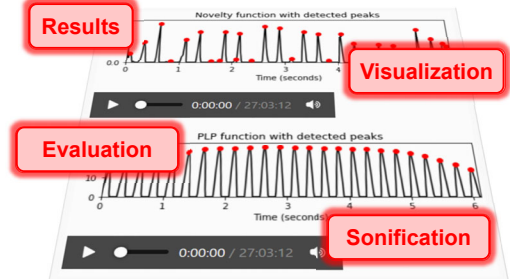 Results
Novelty function with detected peaks
0.0
0 1 2 3 4
Time (seconds)
Visualization
0:00:00 / 27:03:12
Evaluation
PLP function with detected peaks
10
0
0 1 2 3 4 5 6
Time (seconds)
Sonification
0:00:00 / 27:03:12